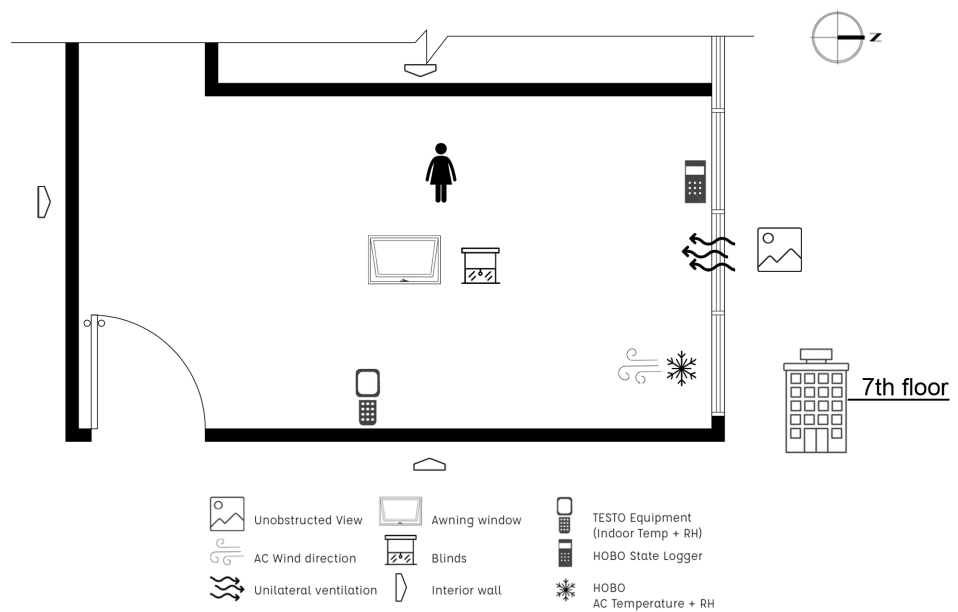 N
7th floor
Unobstructed View
Awning window
TESTO Equipment
(Indoor Temp + RH)
AC Wind direction
Blinds
HOBO State Logger
Unilateral ventilation
Interior wall
HOBO
AC Temperature + RH